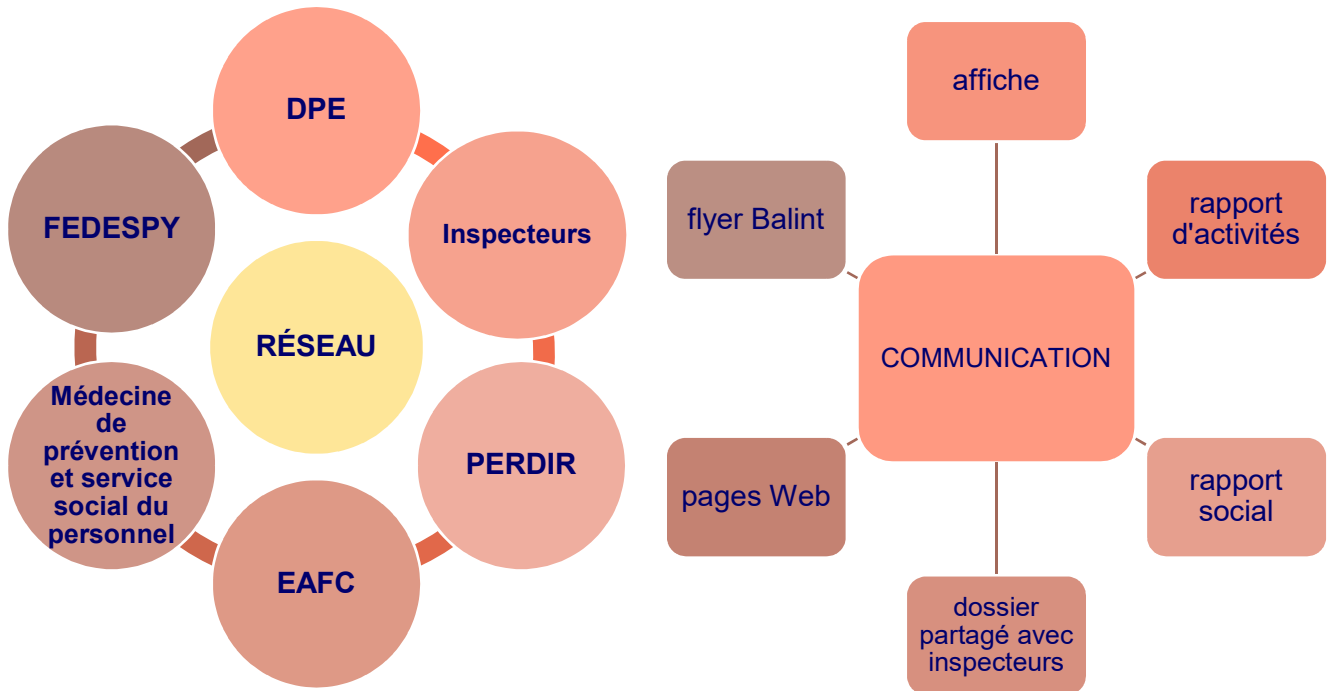 DPE
Inspecteurs
PERDIR
EAFC
Médecine
de
prévention
et service
social du
personnel
FEDESPY
RÉSEAU
affiche
rapport
d'activités
rapport
social
dossier
partagé avec
inspecteurs
pages Web
flyer Balint
COMMUNICATION